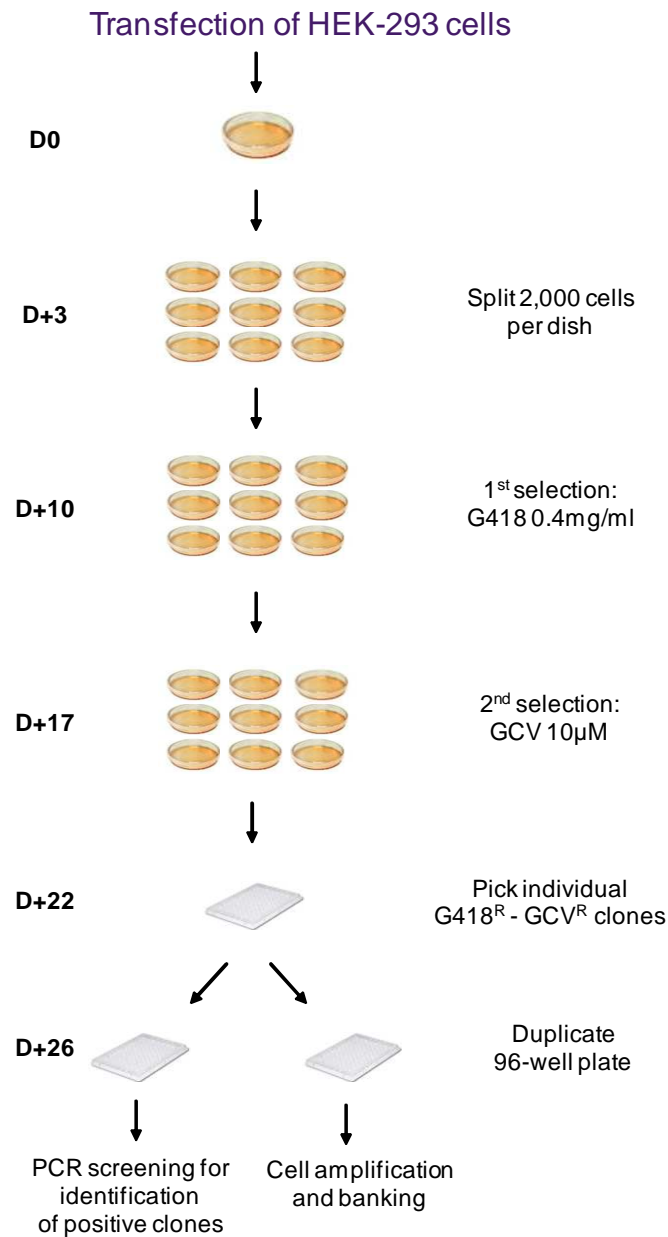 Transfection of HEK-293 cells
D0
D+3
Split 2,000 cells
per dish
D+10
1st selection:
G418 0.4mg/ml
D+17
2nd selection:
GCV 10µM
D+22
Pick individual
G418R - GCVR clones
D+26
Duplicate
96-well plate
PCR screening for
identification
of positive clones
Cell amplification
and banking